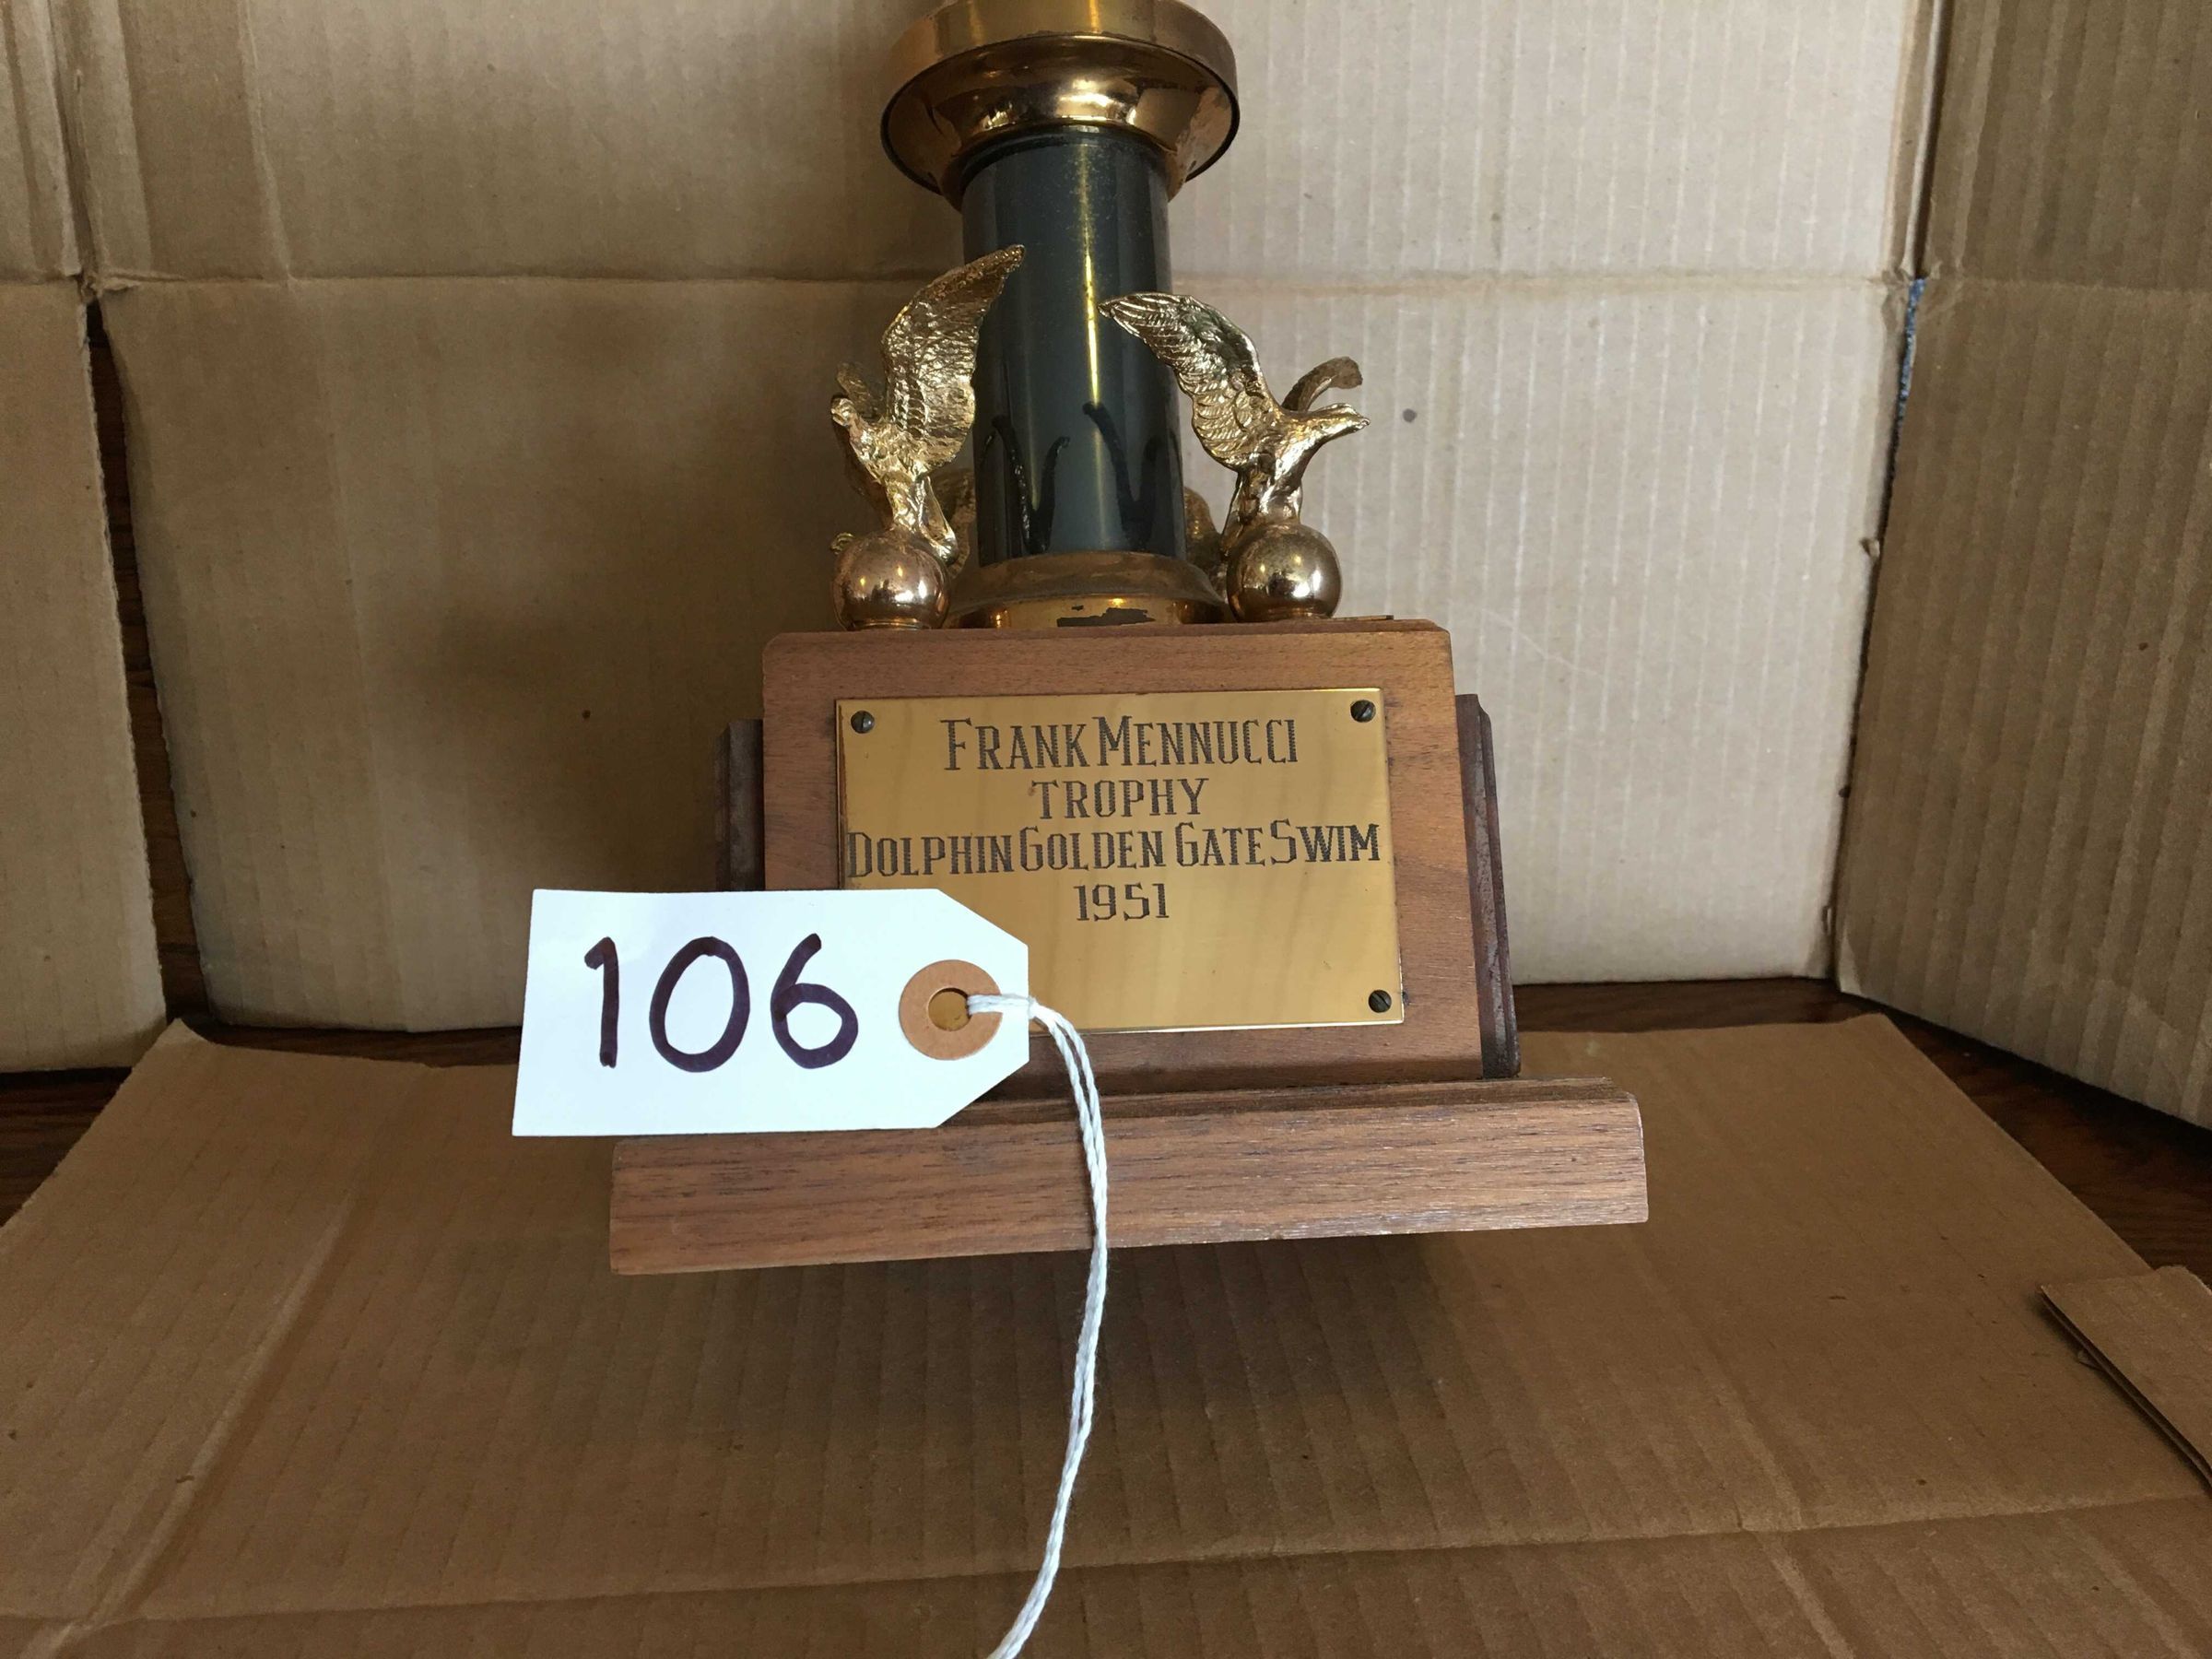 FRANK MENNUCCI
TROPHY
DOLPHIN GOLDEN GATE SWIM
1951
106